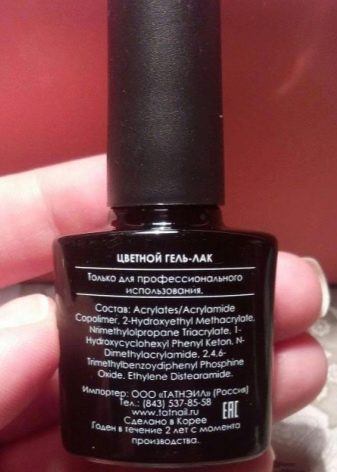 ЦВЕТНОЙ ГЕЛЬ-ЛАК
Только для профессионального
использования.
Состав: Acrylates/Acrylamide
Copolimer, 2-Hydroxyethyl Methacrylate,
Nrimethylolpropane Triacrylate, 1-
Hydroxycyclohexyl Phenyl Keton, N-
Dimethylacrylamide, 2,4,6-
Trimethylbenzoydiphenyl Phosphine
Oxide, Ethylene Distearamide.
Импортер: ООО «ТАТНЭИЛ» (Россия)
Тел.: (843) 537-85-58
www.tatnail.ru
Сделано в Корее
Годен в течение 2 лет с момента
производства.
EAC